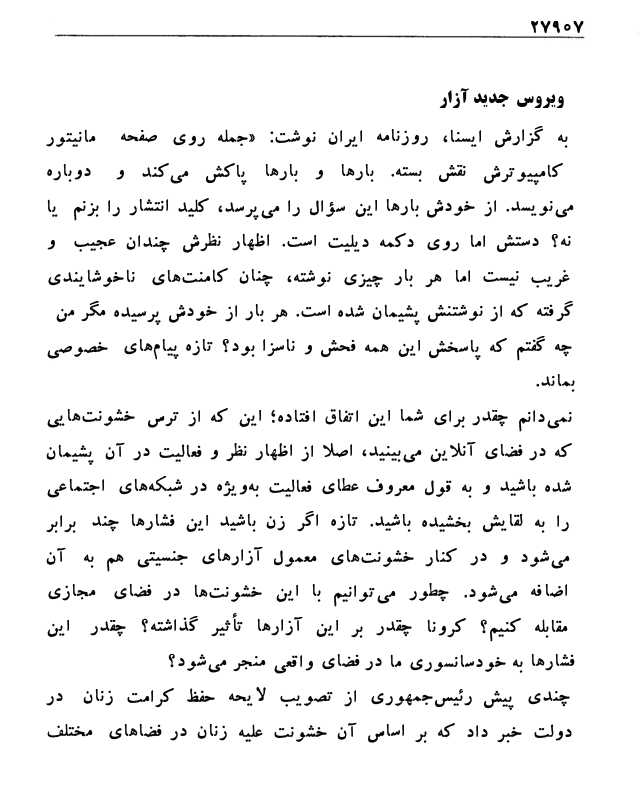 ۲۷۹۰۷
ویروس جدید آزار
به گزارش ایسنا، روزنامه ایران نوشت: «جمله روی صفحه مانیتور
کامپیوترش نقش بسته. بارها و بارها پاکش می‌کند و دوباره
می‌نویسد. از خودش بارها این سؤال را می‌پرسد، کلید انتشار را بزنم یا
نه؟ دستش اما روی دکمه دیلیت است. اظهار نظرش چندان عجیب و
غریب نیست اما هر بار چیزی نوشته، چنان کامنت‌های ناخوشایندی
گرفته که از نوشتنش پشیمان شده است. هر بار از خودش پرسیده مگر من
چه گفتم که پاسخش این همه فحش و ناسزا بود؟ تازه پیام‌های خصوصی
بماند.
نمی‌دانم چقدر برای شما این اتفاق افتاده؛ این که از ترس خشونت‌هایی
که در فضای آنلاین می‌بینید، اصلا از اظهار نظر و فعالیت در آن پشیمان
شده باشید و به قول معروف عطای فعالیت به‌ویژه در شبکه‌های اجتماعی
را به لقایش بخشیده باشید. تازه اگر زن باشید این فشارها چند برابر
می‌شود و در کنار خشونت‌های معمول آزارهای جنسیتی هم به آن
اضافه می‌شود. چطور می‌توانیم با این خشونت‌ها در فضای مجازی
مقابله کنیم؟ کرونا چقدر بر این آزارها تأثیر گذاشته؟ چقدر این
فشارها به خودسانسوری ما در فضای واقعی منجر می‌شود؟
چندی پیش رئیس‌جمهوری از تصویب لایحه حفظ کرامت زنان در
دولت خبر داد که بر اساس آن خشونت علیه زنان در فضاهای مختلف